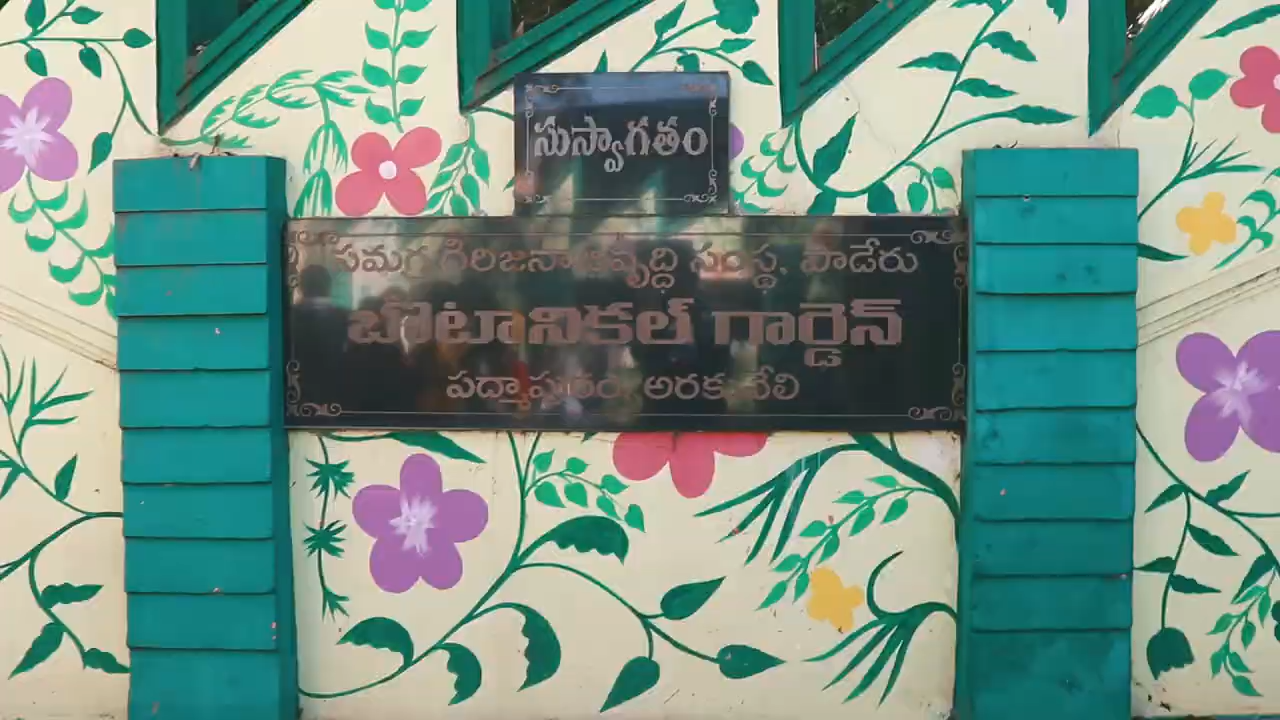 సుస్వాగతం
సమగ్ర గిరిజనాభివృద్ధి సంస్థ, పాడేరు
బొటానికల్ గార్డెన్
పద్మాపురం, అరకువేలి